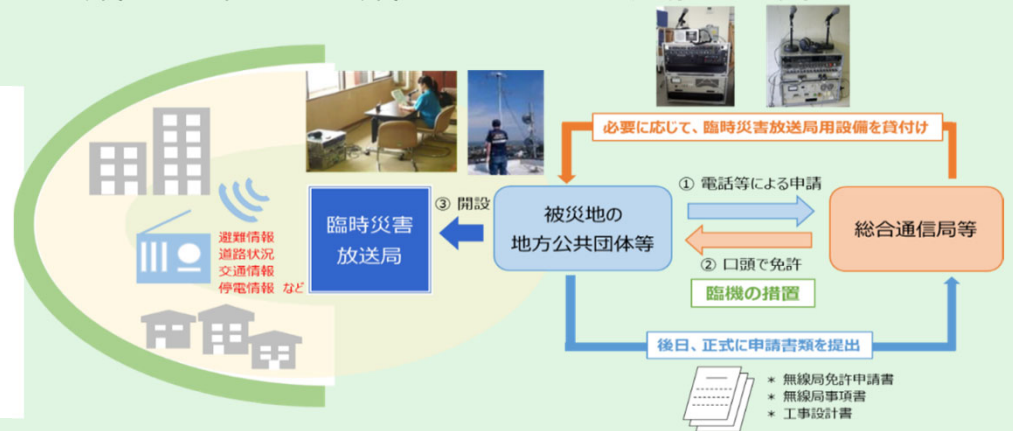 必要に応じて、臨時災害放送局用設備を貸付け
① 電話等による申請
③ 開設
臨時災害
放送局
被災地の
地方公共団体等
総合通信局等
避難情報
道路状況
交通情報
停電情報 など
② 口頭で免許
臨機の措置
後日、正式に申請書類を提出
* 無線局免許申請書
* 無線局事項書
* 工事設計書